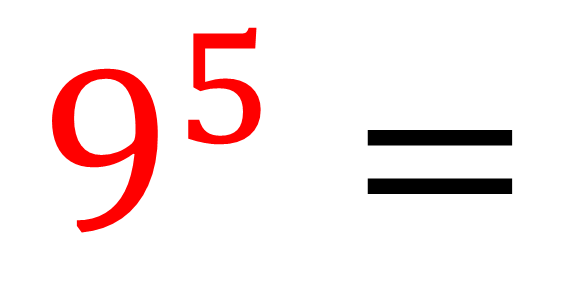 9⁵ =